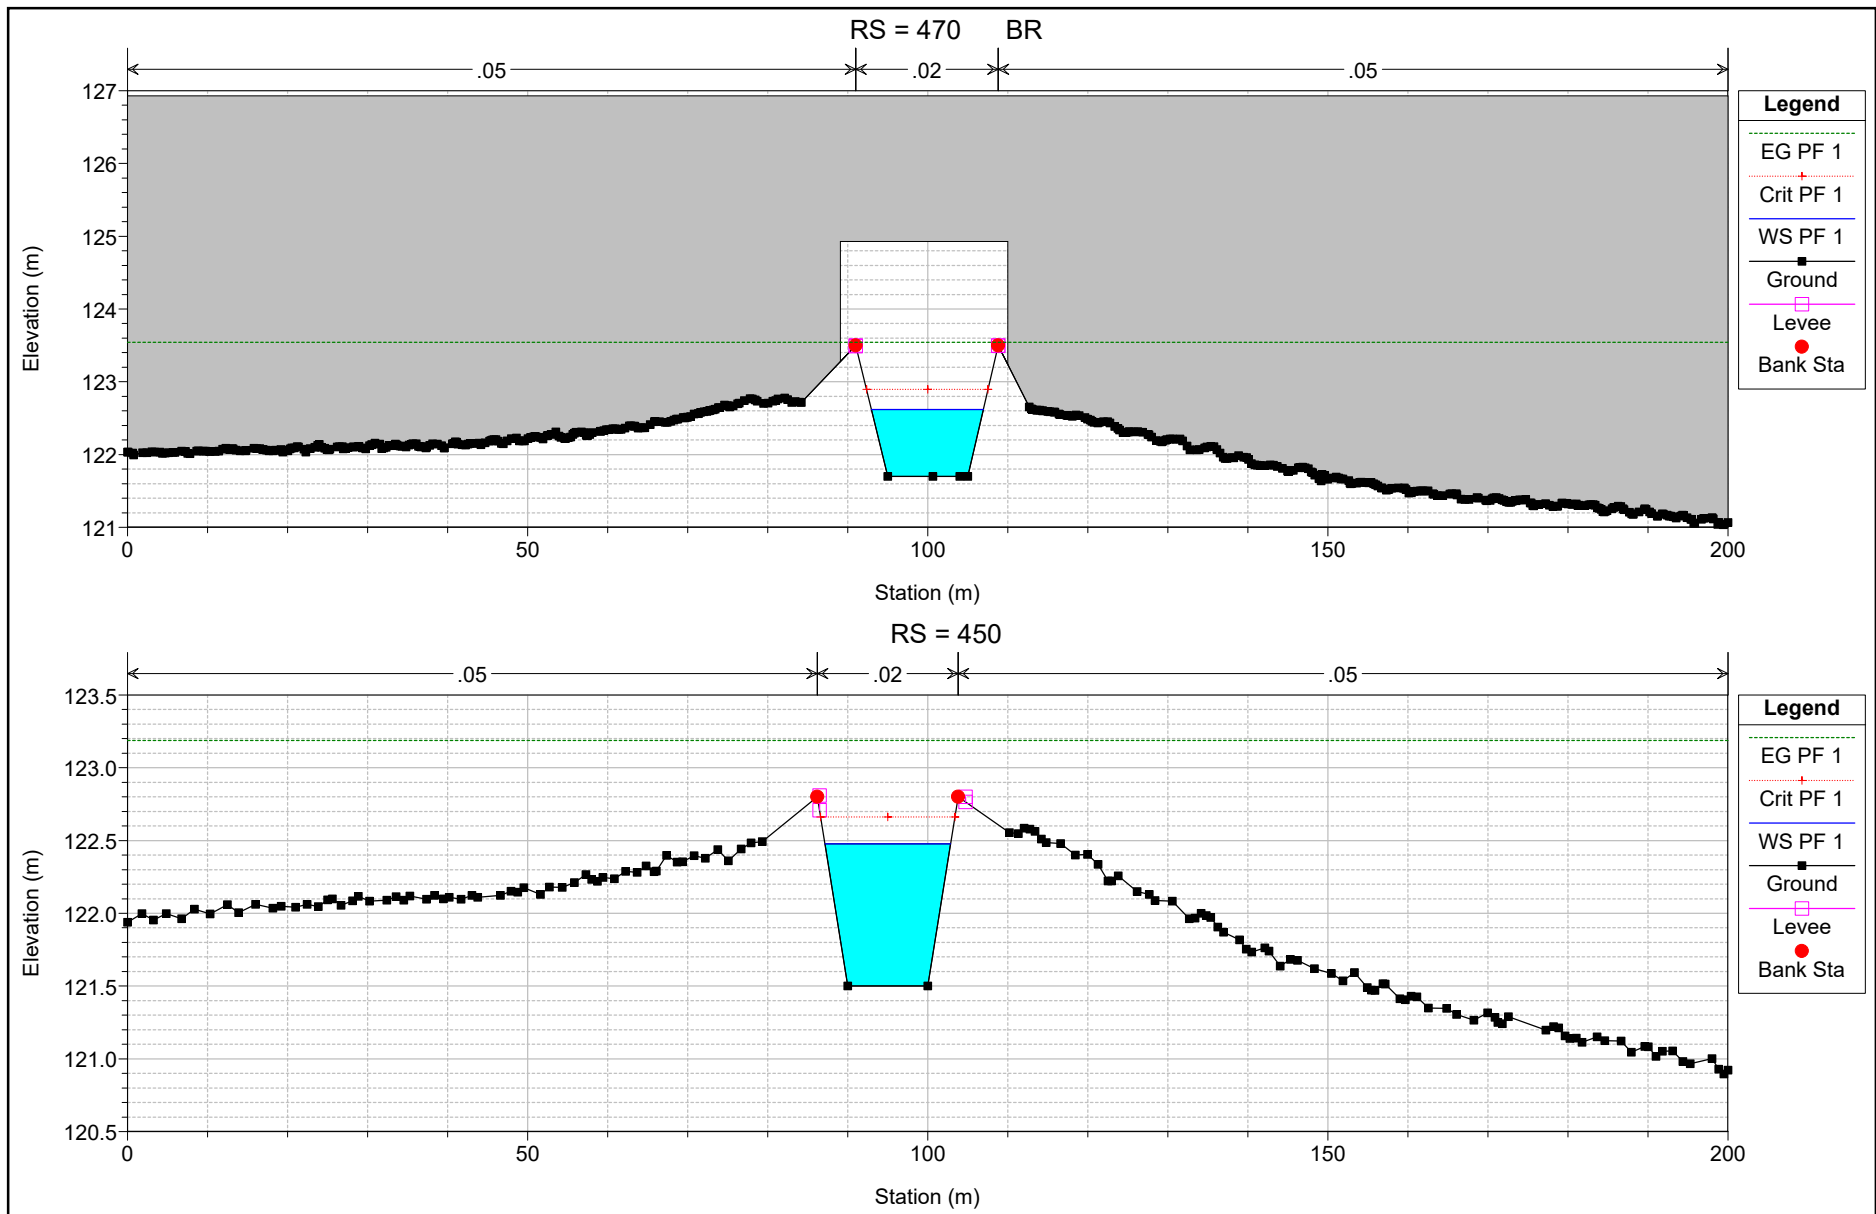 RS = 470 BR
.05 .02 .05
127
126
125
124
123
122
121
Elevation (m)
0 50 100 150 200
Station (m)
Legend
EG PF 1
Crit PF 1
WS PF 1
Ground
Levee
Bank Sta
RS = 450
.05 .02 .05
123.5
123.0
122.5
122.0
121.5
121.0
120.5
Elevation (m)
0 50 100 150 200
Station (m)
Legend
EG PF 1
Crit PF 1
WS PF 1
Ground
Levee
Bank Sta